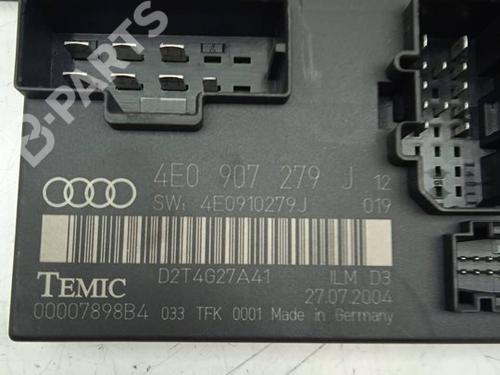 B-PARTS
4E0 907 279 J 12
SW: 4E0910279J 019
D2T4G27A41 ILM D3
TEMIC 27.07.2004
00007898B4 033 TFK 0001 Made in Germany